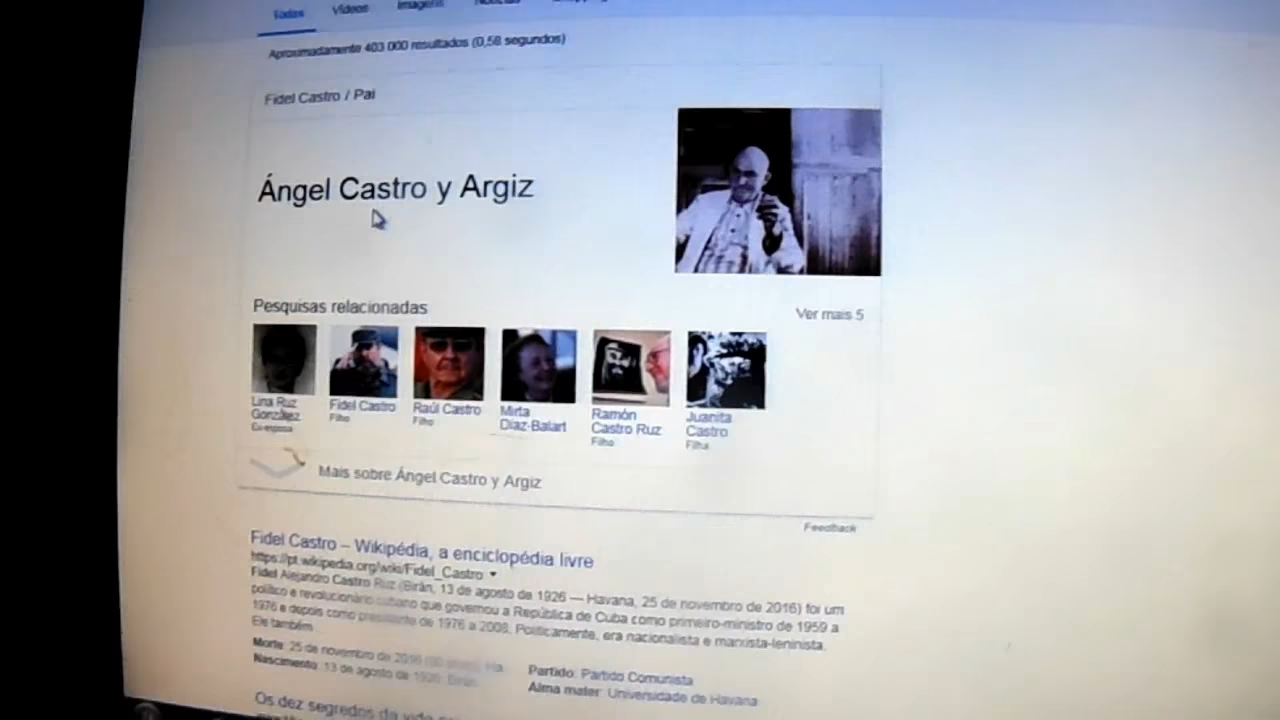 Todas Vídeos Imagens Notícias
Aproximadamente 403 000 resultados (0,58 segundos)
Fidel Castro / Pai
Ángel Castro y Argiz
Pesquisas relacionadas
Ver mais 5
Lina Ruz González
Ex-esposa
Fidel Castro
Filho
Raúl Castro
Filho
Mirta Díaz-Balart
Ramón Castro Ruz
Filho
Juanita Castro
Filha
Mais sobre Ángel Castro y Argiz
Feedback
Fidel Castro – Wikipédia, a enciclopédia livre
https://pt.wikipedia.org/wiki/Fidel_Castro
Fidel Alejandro Castro Ruz (Birán, 13 de agosto de 1926 — Havana, 25 de novembro de 2016) foi um
político e revolucionário cubano que governou a República de Cuba como primeiro-ministro de 1959 a
1976 e depois como presidente de 1976 a 2008. Politicamente, era nacionalista e marxista-leninista.
Ele também
Morte: 25 de novembro de 2016
Partido: Partido Comunista
Nascimento: 13 de agosto de 1926, Birán
Alma mater: Universidade de Havana
Os dez segredos da vida